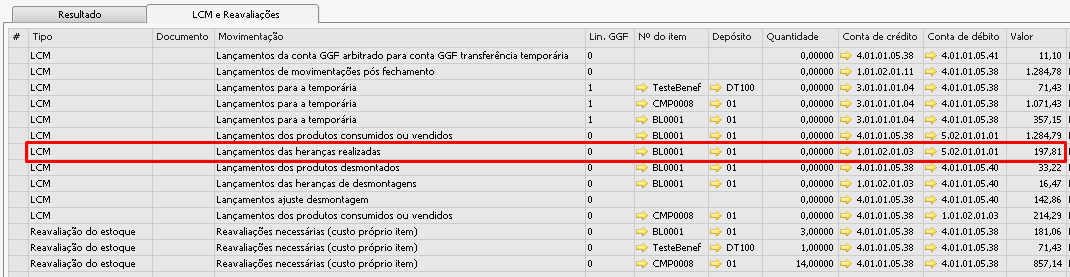 Resultado LCM e Reavaliações
# Tipo Documento Movimentação Lin. GGF Nº do item Depósito Quantidade Conta de crédito Conta de débito Valor
LCM Lançamentos da conta GGF arbitrado para conta GGF transferência temporária 0 0,00000 4.01.01.05.38 4.01.01.05.41 11,10
LCM Lançamentos de movimentações pós fechamento 0 0,00000 1.01.02.01.11 4.01.01.05.38 1.284,78
LCM Lançamentos para a temporária 1 TesteBenef DT100 0,00000 3.01.01.01.04 4.01.01.05.38 71,43
LCM Lançamentos para a temporária 1 CMP0008 01 0,00000 3.01.01.01.04 4.01.01.05.38 1.071,43
LCM Lançamentos para a temporária 1 BL0001 01 0,00000 3.01.01.01.04 4.01.01.05.38 357,15
LCM Lançamentos dos produtos consumidos ou vendidos 0 BL0001 01 0,00000 4.01.01.05.38 5.02.01.01.01 1.284,79
LCM Lançamentos das heranças realizadas 0 BL0001 01 0,00000 1.01.02.01.03 5.02.01.01.01 197,81
LCM Lançamentos dos produtos desmontados 0 BL0001 01 0,00000 4.01.01.05.38 4.01.01.05.40 33,22
LCM Lançamentos das heranças de desmontagens 0 BL0001 01 0,00000 1.01.02.01.03 4.01.01.05.40 16,47
LCM Lançamentos ajuste desmontagem 0 0,00000 4.01.01.05.38 4.01.01.05.40 142,86
LCM Lançamentos dos produtos consumidos ou vendidos 0 CMP0008 01 0,00000 4.01.01.05.38 1.01.02.01.03 214,29
Reavaliação do estoque Reavaliações necessárias (custo próprio item) 0 BL0001 01 3,00000 4.01.01.05.38 4.01.01.05.38 181,06
Reavaliação do estoque Reavaliações necessárias (custo próprio item) 0 TesteBenef DT100 1,00000 4.01.01.05.38 4.01.01.05.38 71,43
Reavaliação do estoque Reavaliações necessárias (custo próprio item) 0 CMP0008 01 14,00000 4.01.01.05.38 4.01.01.05.38 857,14